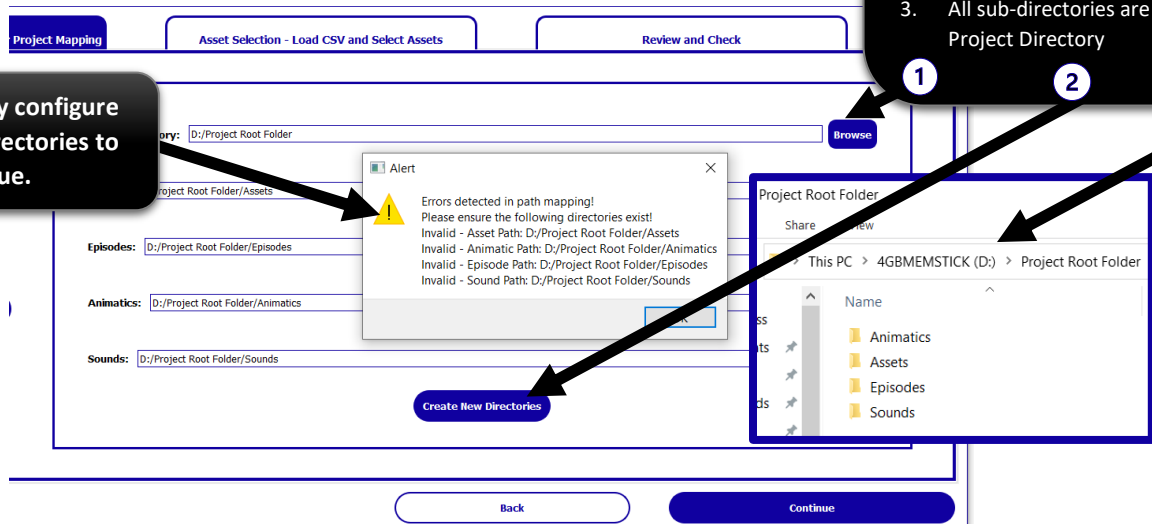 3. All sub-directories are
Project Directory
1
2
Project Mapping
Asset Selection - Load CSV and Select Assets
Review and Check
y configure
rectories to
ue.
ory: D:/Project Root Folder
Browse
roject Root Folder/Assets
Episodes: D:/Project Root Folder/Episodes
Animatics: D:/Project Root Folder/Animatics
Sounds: D:/Project Root Folder/Sounds
Create New Directories
Alert
Errors detected in path mapping!
Please ensure the following directories exist!
Invalid - Asset Path: D:/Project Root Folder/Assets
Invalid - Animatic Path: D:/Project Root Folder/Animatics
Invalid - Episode Path: D:/Project Root Folder/Episodes
Invalid - Sound Path: D:/Project Root Folder/Sounds
Project Root Folder
Share
This PC > 4GBMEMSTICK (D:) > Project Root Folder
Name
ss
ts
ds
Animatics
Assets
Episodes
Sounds
Back
Continue